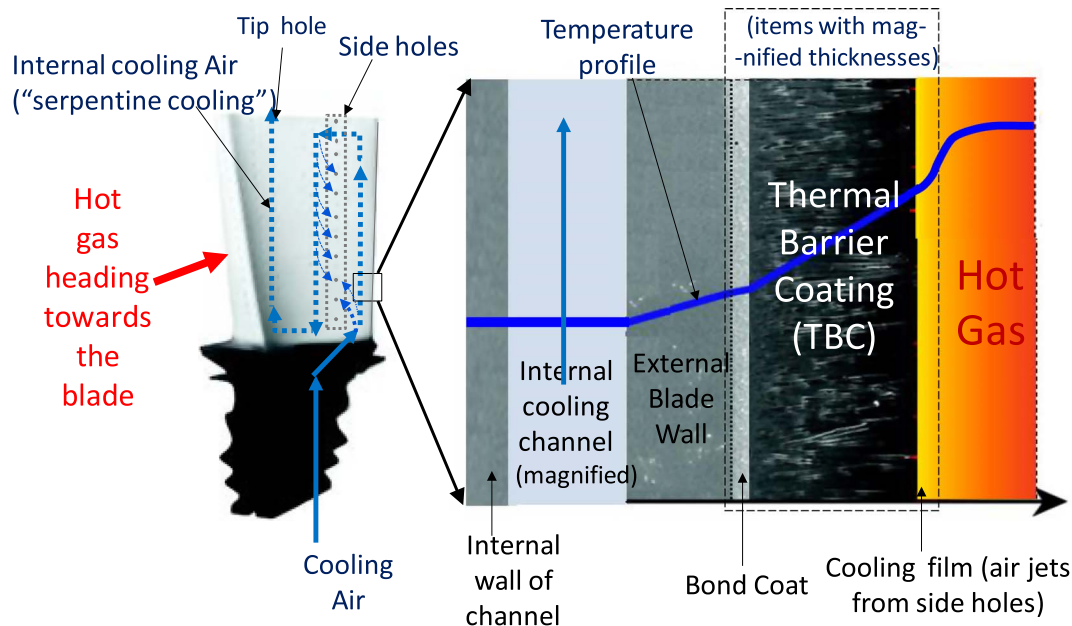 Tip hole
Side holes
Internal cooling Air
(“serpentine cooling”)
Hot
gas
heading
towards
the
blade
Cooling
Air
Temperature
profile
(items with mag-
-nified thicknesses)
Thermal
Barrier
Coating
(TBC)
Hot
Gas
Internal
cooling
channel
(magnified)
External
Blade
Wall
Internal
wall of
channel
Bond Coat
Cooling film (air jets
from side holes)